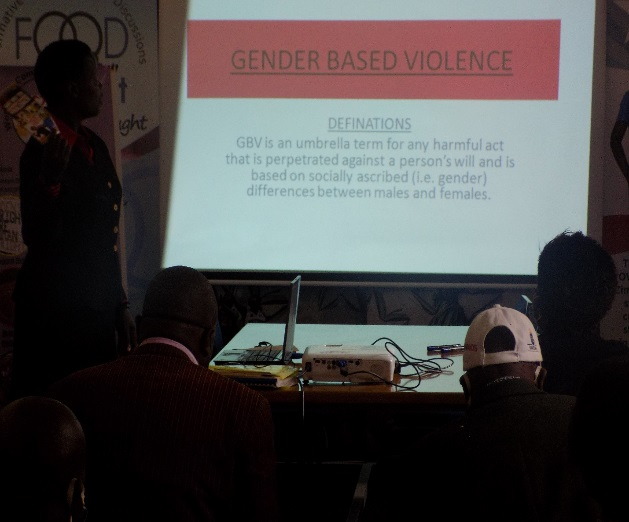 FOOD
Discussions
GENDER BASED VIOLENCE
DEFINATIONS
GBV is an umbrella term for any harmful act
that is perpetrated against a person's will and is
based on socially ascribed (i.e. gender)
differences between males and females.